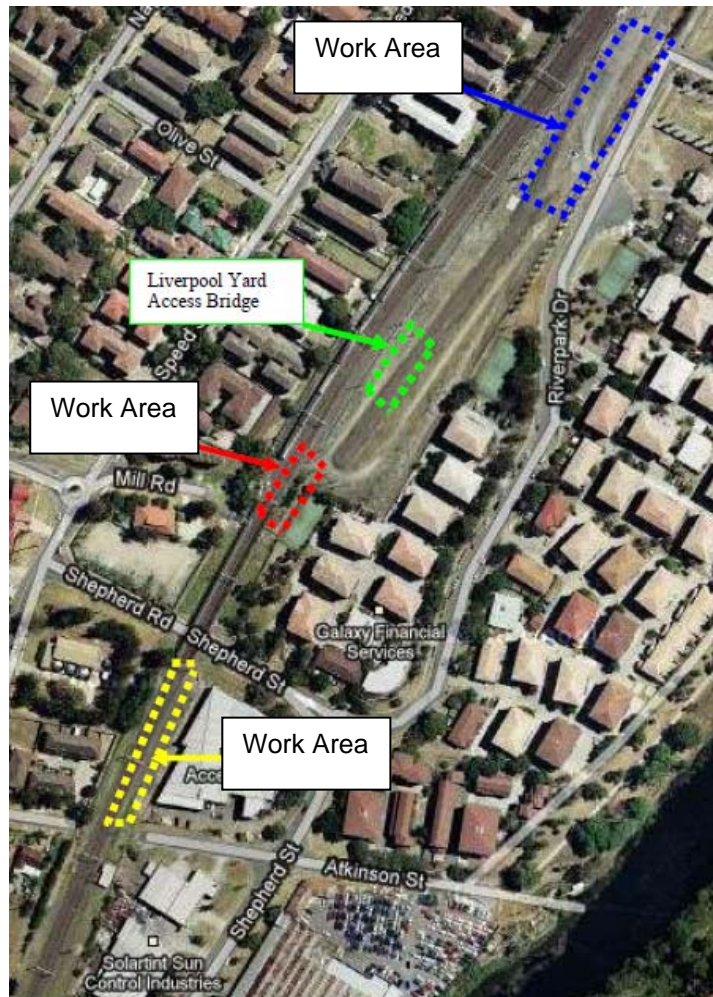 Work Area
Olive St
Liverpool Yard
Access Bridge
Riverpark Dr
Speed
Work Area
Mill Rd
Shepherd Rd
Shepherd St
Galaxy Financial
Services
Work Area
Shepherd St
Atkinson St
Solartint Sun
Control Industries